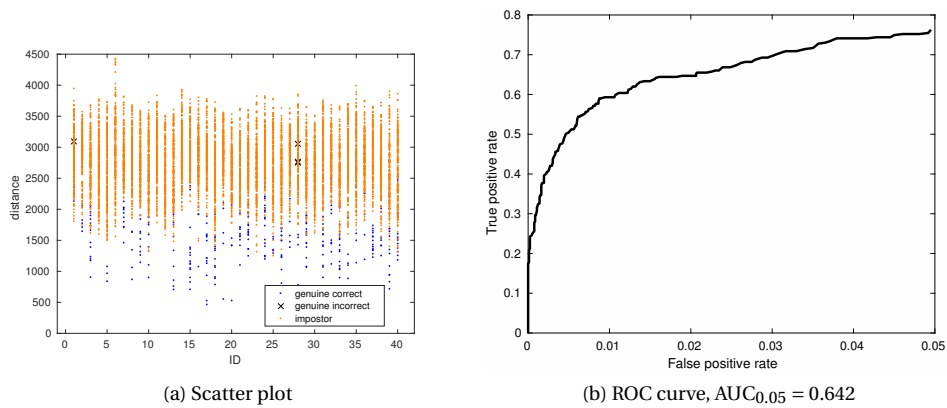 4500
4000
3500
3000
2500
2000
1500
1000
500
0
distance
0 5 10 15 20 25 30 35 40
ID
genuine correct
genuine incorrect
impostor
(a) Scatter plot
0.8
0.7
0.6
0.5
0.4
0.3
0.2
0.1
0
True positive rate
0 0.01 0.02 0.03 0.04 0.05
False positive rate
(b) ROC curve, AUC0.05 = 0.642